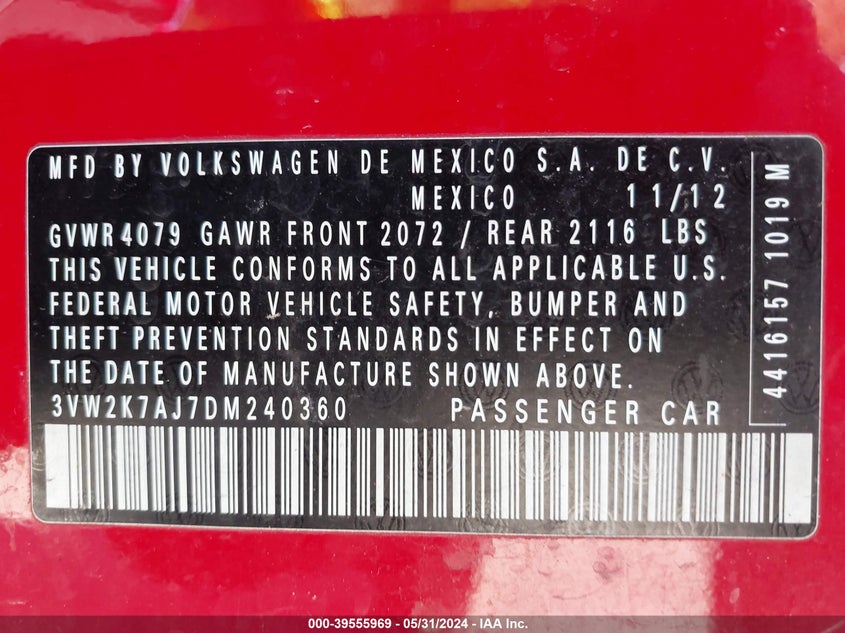 MFD BY VOLKSWAGEN DE MEXICO S.A. DE C.V.
MEXICO 11/12
GVWR 4079 GAWR FRONT 2072 / REAR 2116 LBS
THIS VEHICLE CONFORMS TO ALL APPLICABLE U.S.
FEDERAL MOTOR VEHICLE SAFETY, BUMPER AND
THEFT PREVENTION STANDARDS IN EFFECT ON
THE DATE OF MANUFACTURE SHOWN ABOVE.
3VW2K7AJ7DM240360 PASSENGER CAR
4416157 1019 M
000-39555969 - 05/31/2024 - IAA Inc.